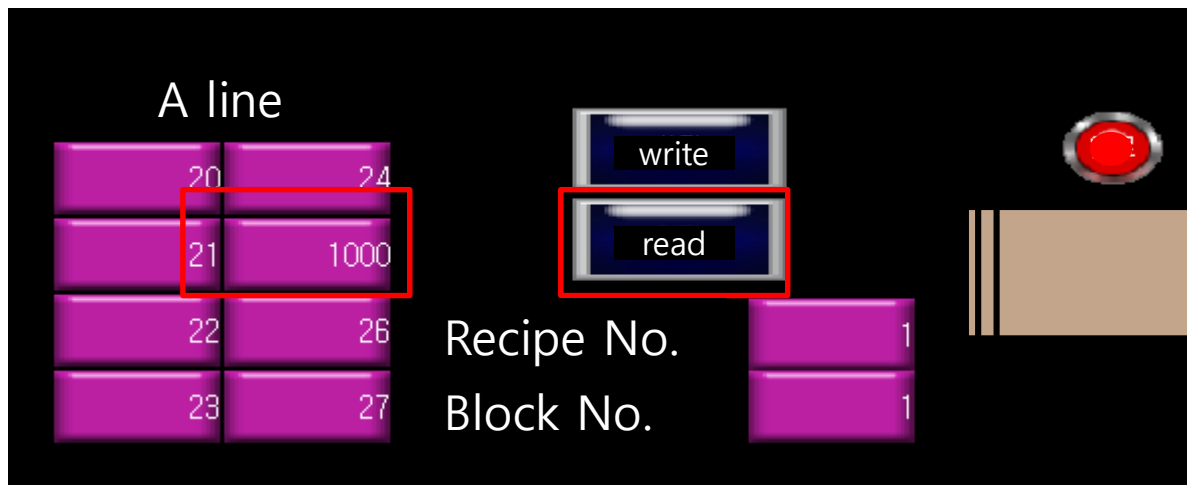 A line
write
20 24
21 1000
read
22 26
Recipe No. 1
23 27
Block No. 1